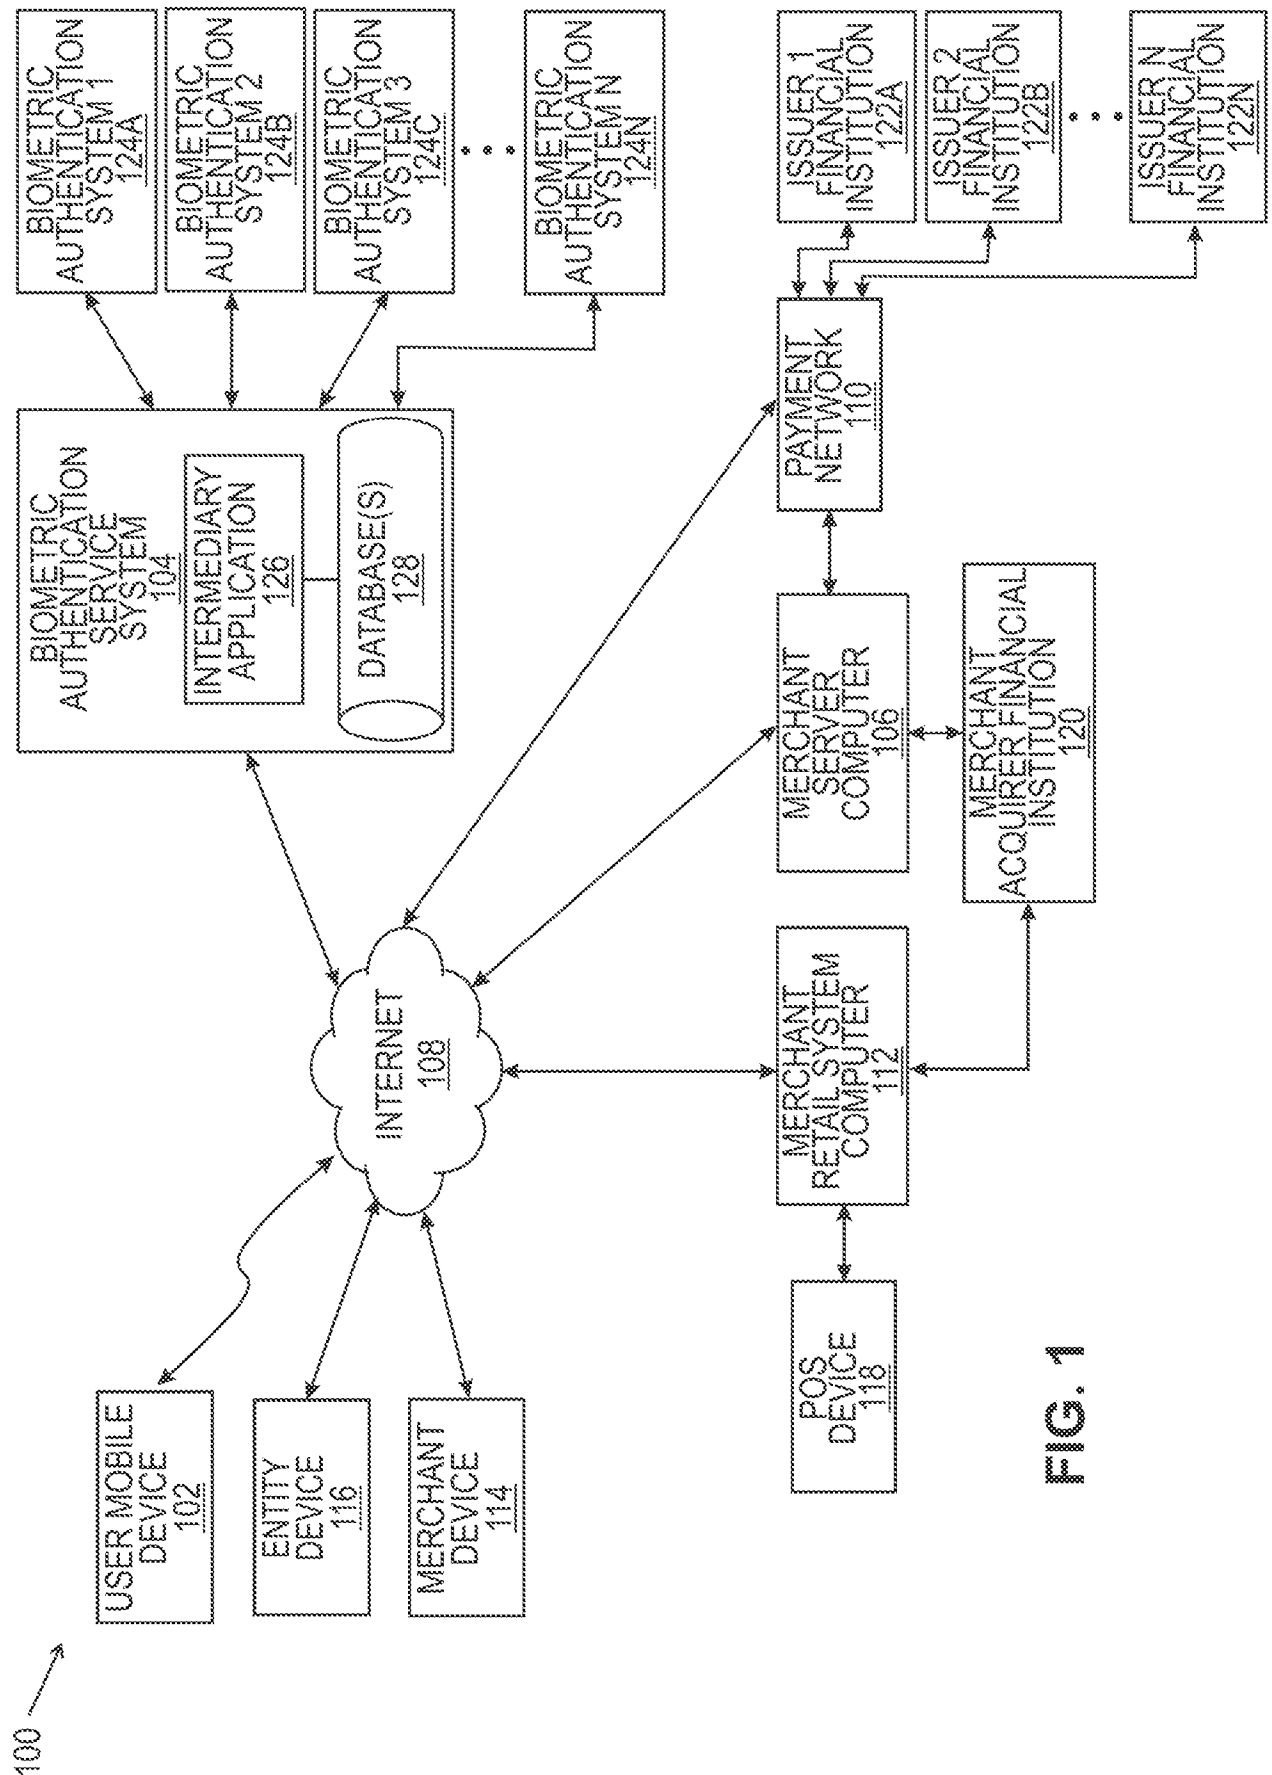 100
USER MOBILE
DEVICE
102
ENTITY
DEVICE
116
MERCHANT
DEVICE
114
INTERNET
108
BIOMETRIC
AUTHENTICATION
SERVICE
SYSTEM
104
INTERMEDIARY
APPLICATION
126
DATABASE(S)
128
BIOMETRIC
AUTHENTICATION
SYSTEM 1
124A
BIOMETRIC
AUTHENTICATION
SYSTEM 2
124B
BIOMETRIC
AUTHENTICATION
SYSTEM 3
124C
BIOMETRIC
AUTHENTICATION
SYSTEM N
124N
POS
DEVICE
118
MERCHANT
RETAIL SYSTEM
COMPUTER
112
MERCHANT
SERVER
COMPUTER
106
PAYMENT
NETWORK
110
ISSUER 1
FINANCIAL
INSTITUTION
122A
ISSUER 2
FINANCIAL
INSTITUTION
122B
ISSUER N
FINANCIAL
INSTITUTION
122N
MERCHANT
ACQUIRER FINANCIAL
INSTITUTION
120
FIG. 1